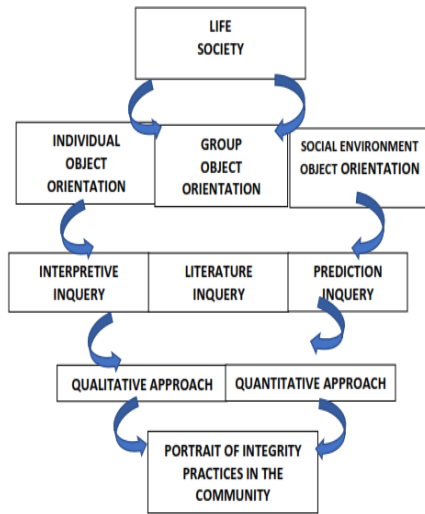 LIFE
SOCIETY
INDIVIDUAL
OBJECT
ORIENTATION
GROUP
OBJECT
ORIENTATION
SOCIAL ENVIRONMENT
OBJECT ORIENTATION
INTERPRETIVE
INQUERY
LITERATURE
INQUERY
PREDICTION
INQUERY
QUALITATIVE APPROACH
QUANTITATIVE APPROACH
PORTRAIT OF INTEGRITY
PRACTICES IN THE
COMMUNITY